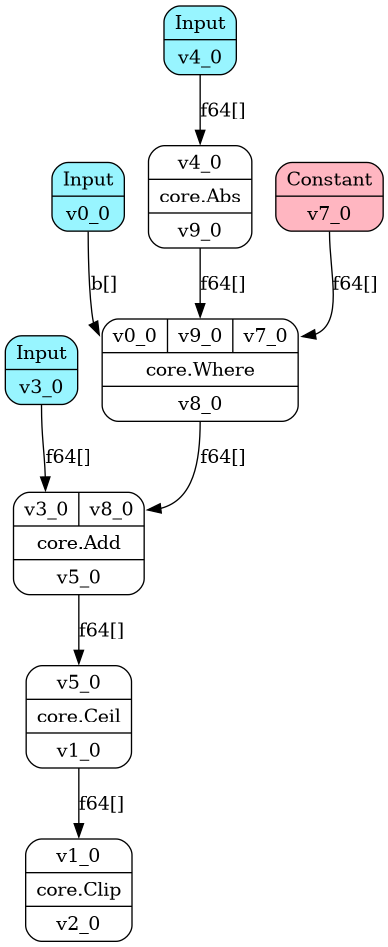 Input
v4_0
f64[]
v4_0
core.Abs
v9_0
Input
v0_0
Constant
v7_0
b[]
f64[]
f64[]
v0_0 v9_0 v7_0
core.Where
v8_0
Input
v3_0
f64[]
f64[]
v3_0 v8_0
core.Add
v5_0
f64[]
v5_0
core.Ceil
v1_0
f64[]
v1_0
core.Clip
v2_0